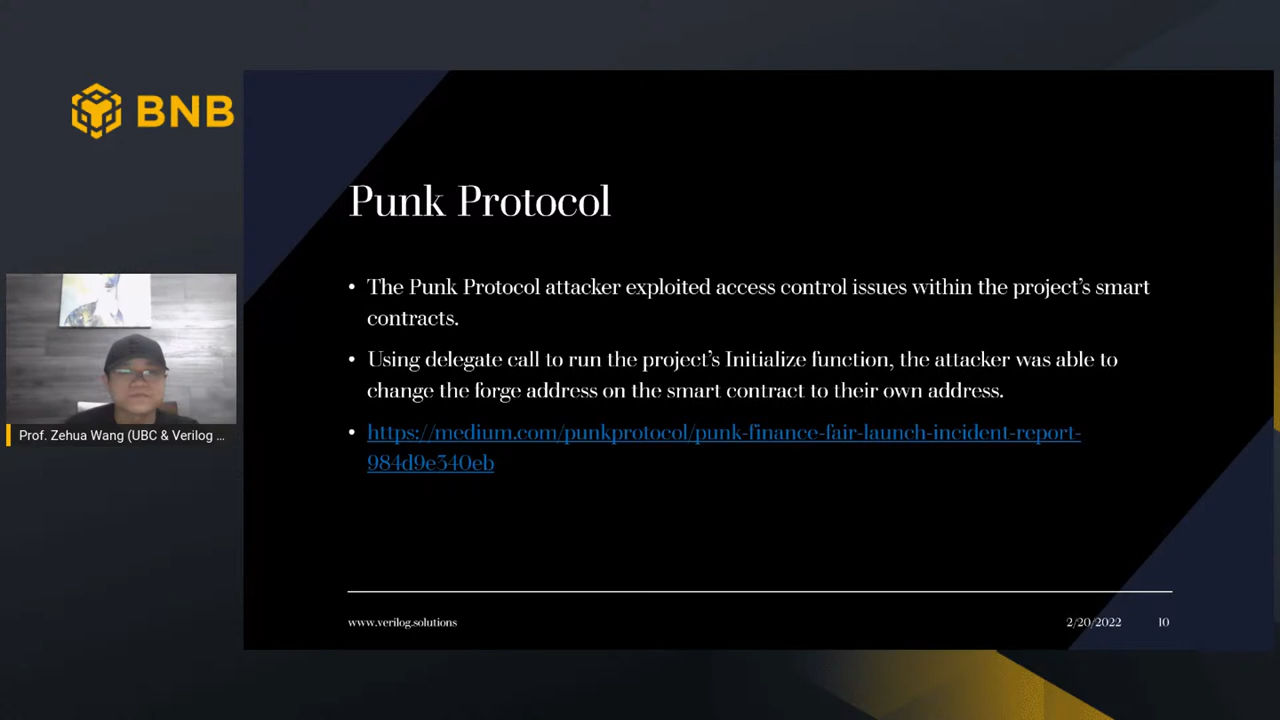 BNB
Punk Protocol
• The Punk Protocol attacker exploited access control issues within the project's smart
contracts.
• Using delegate call to run the project's Initialize function, the attacker was able to
change the forge address on the smart contract to their own address.
• https://medium.com/punkprotocol/punk-finance-fair-launch-incident-report-
984d9e340eb
Prof. Zehua Wang (UBC & Verilog ...
www.verilog.solutions
2/20/2022
10